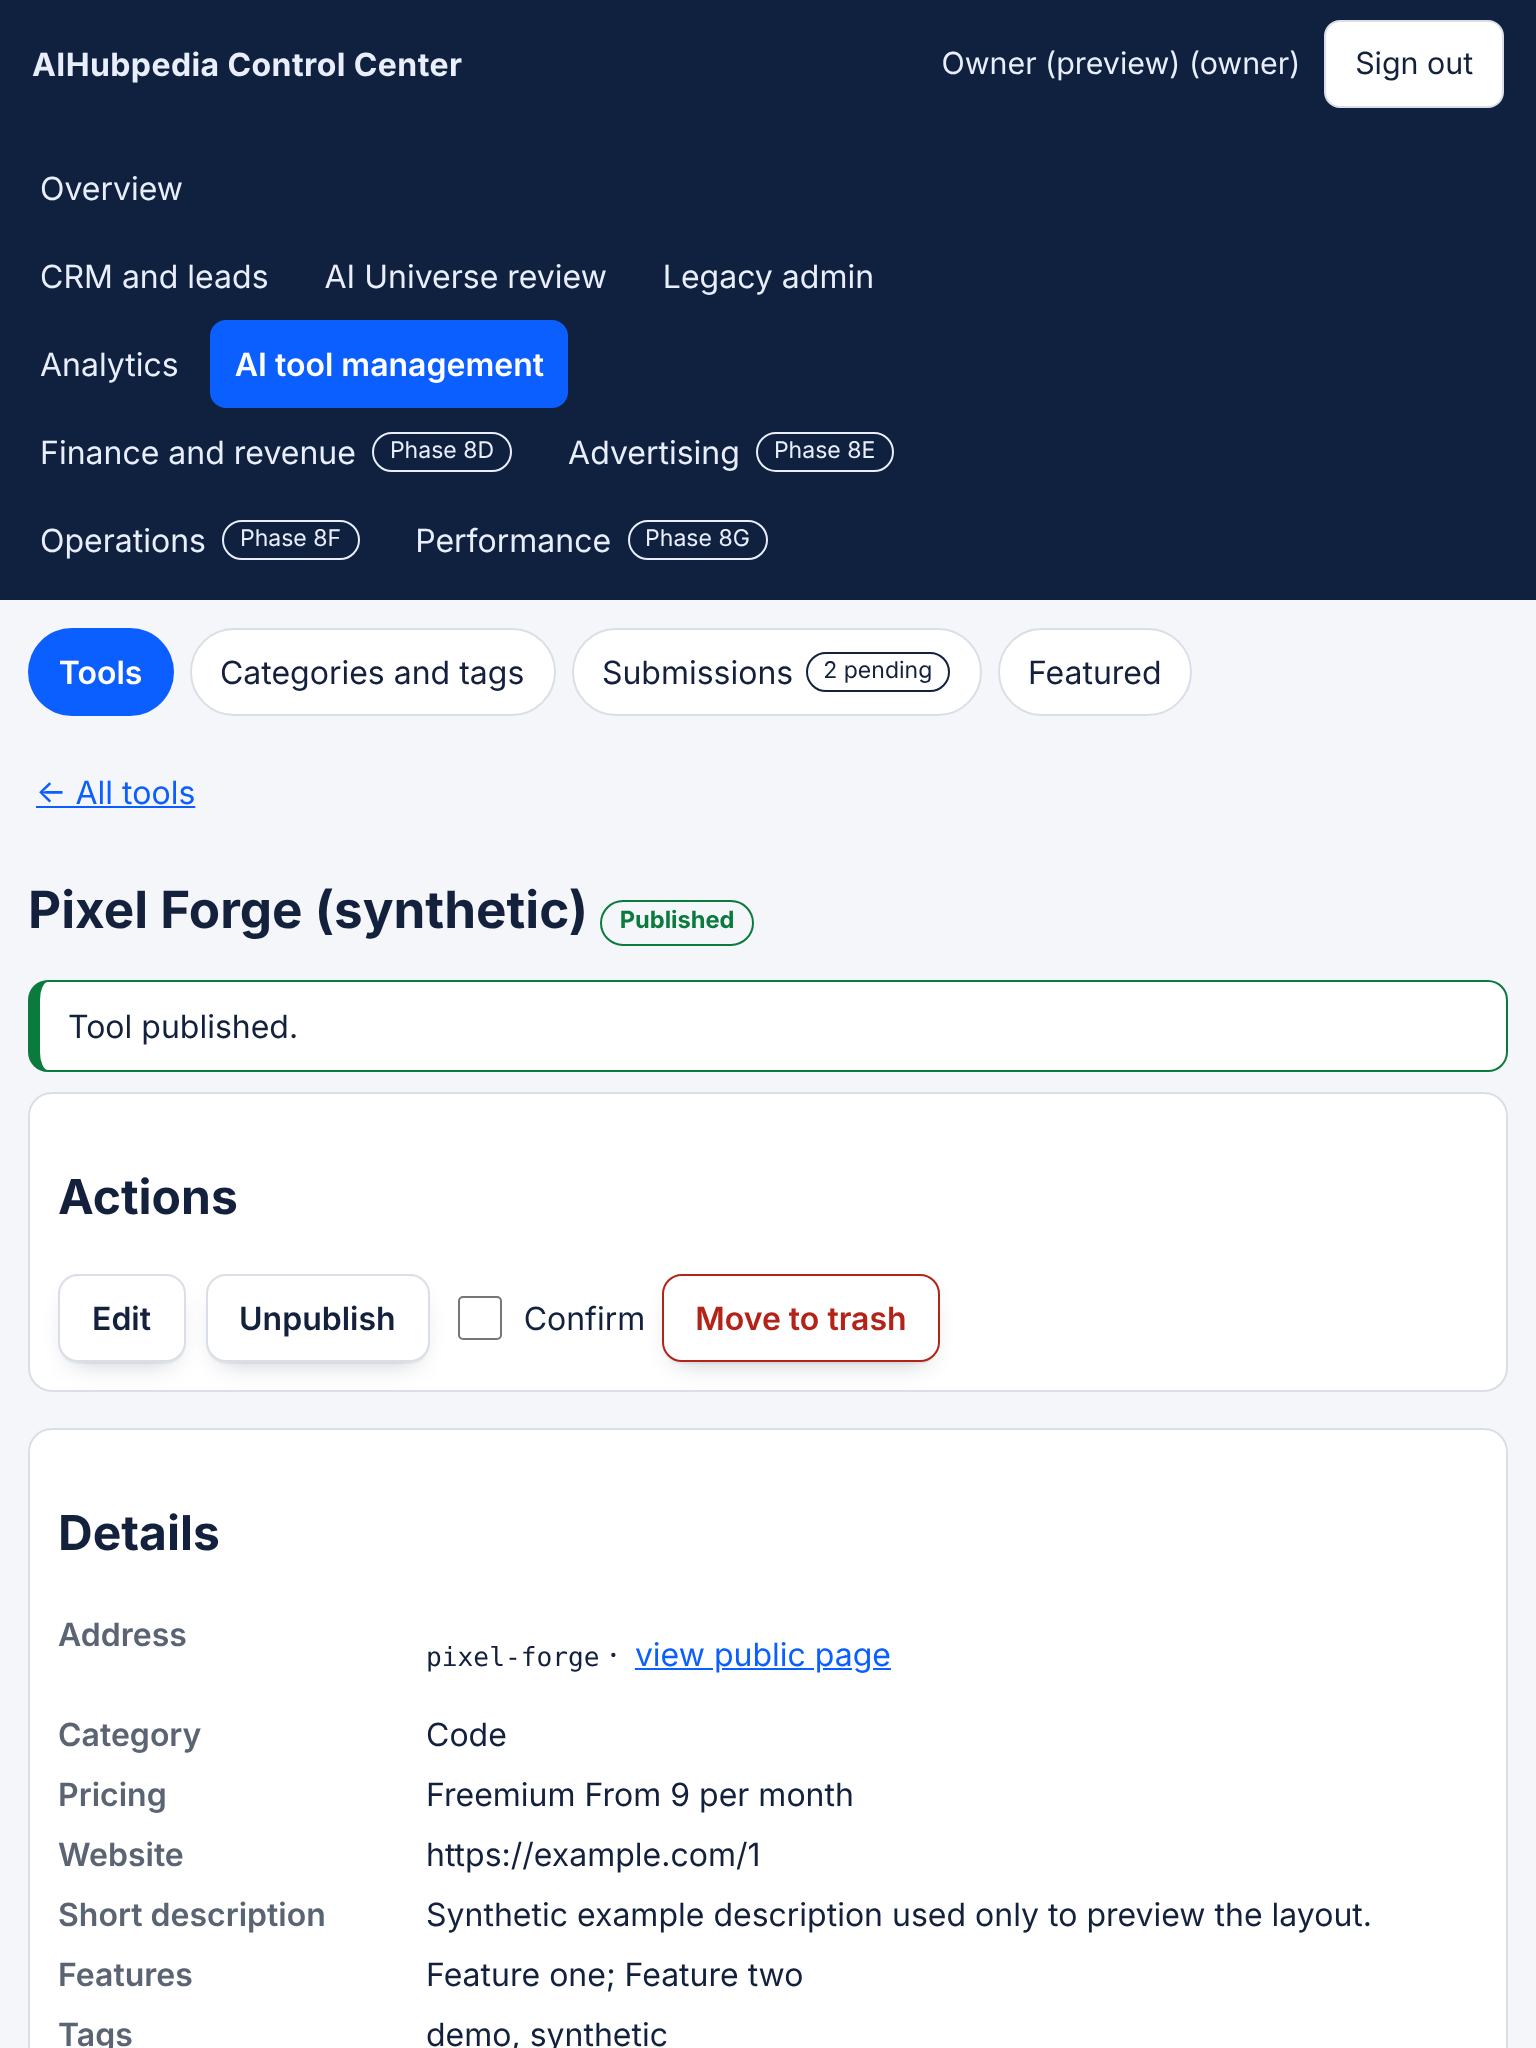 AIHubpedia Control Center Owner (preview) (owner) Sign out
Overview
CRM and leads AI Universe review Legacy admin
Analytics AI tool management
Finance and revenue Phase 8D Advertising Phase 8E
Operations Phase 8F Performance Phase 8G
Tools Categories and tags Submissions 2 pending Featured
← All tools
Pixel Forge (synthetic) Published
Tool published.
Actions
Edit Unpublish Confirm Move to trash
Details
Address pixel-forge · view public page
Category Code
Pricing Freemium From 9 per month
Website https://example.com/1
Short description Synthetic example description used only to preview the layout.
Features Feature one; Feature two
Tags demo, synthetic